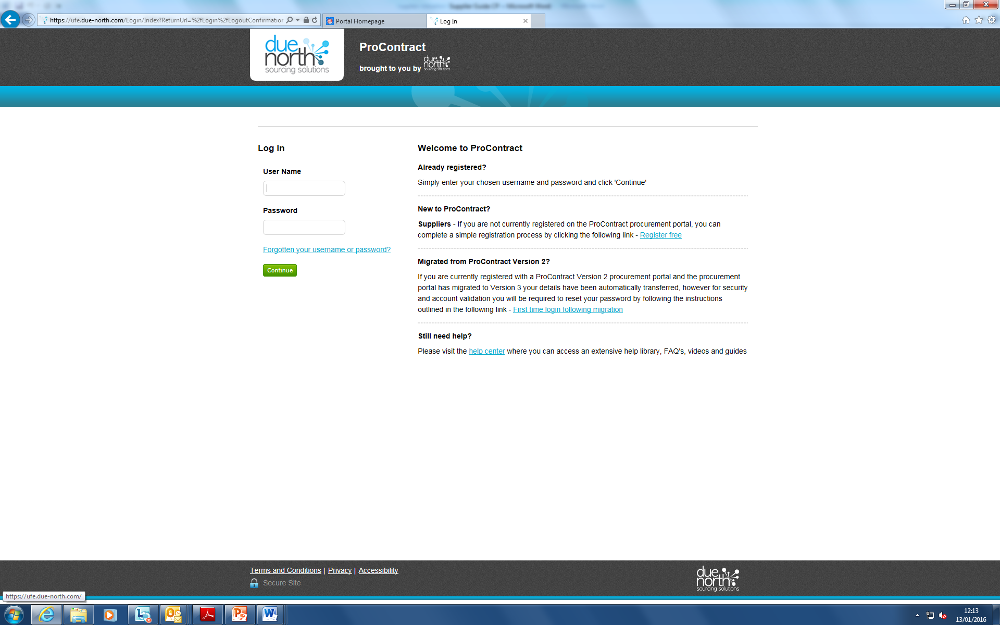 https://ufe.due-north.com/Login/Index?ReturnUrl=%2fLogin%2fLogoutConfirmation
Portal Homepage
Log In
due
north
sourcing solutions
ProContract
brought to you by due north sourcing solutions
Log In
User Name
Password
Forgotten your username or password?
Continue
Welcome to ProContract
Already registered?
Simply enter your chosen username and password and click 'Continue'
New to ProContract?
Suppliers - If you are not currently registered on the ProContract procurement portal, you can
complete a simple registration process by clicking the following link - Register free
Migrated from ProContract Version 2?
If you are currently registered with a ProContract Version 2 procurement portal and the procurement
portal has migrated to Version 3 your details have been automatically transferred, however for security
and account validation you will be required to reset your password by following the instructions
outlined in the following link - First time login following migration
Still need help?
Please visit the help center where you can access an extensive help library, FAQ's, videos and guides
Terms and Conditions | Privacy | Accessibility
Secure Site
due
north
sourcing solutions
https://ufe.due-north.com/
12:13
13/01/2016